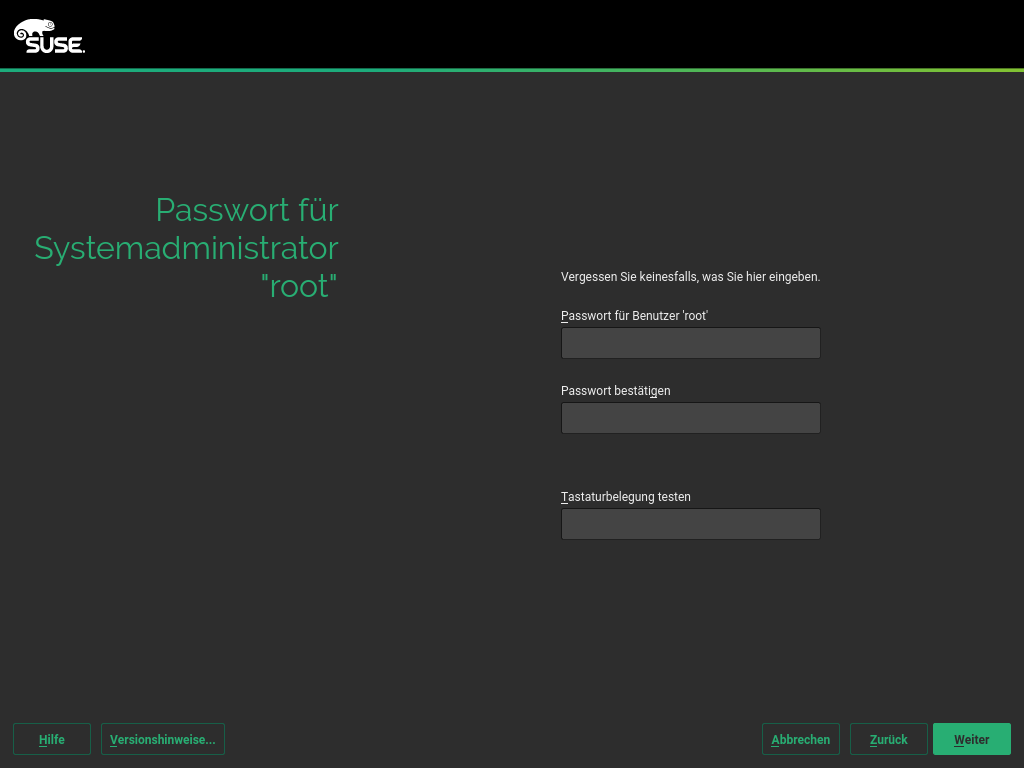 SUSE.
Passwort für
Systemadministrator
"root"
Vergessen Sie keinesfalls, was Sie hier eingeben.
Passwort für Benutzer 'root'
Passwort bestätigen
Tastaturbelegung testen
Hilfe
Versionshinweise...
Abbrechen
Zurück
Weiter